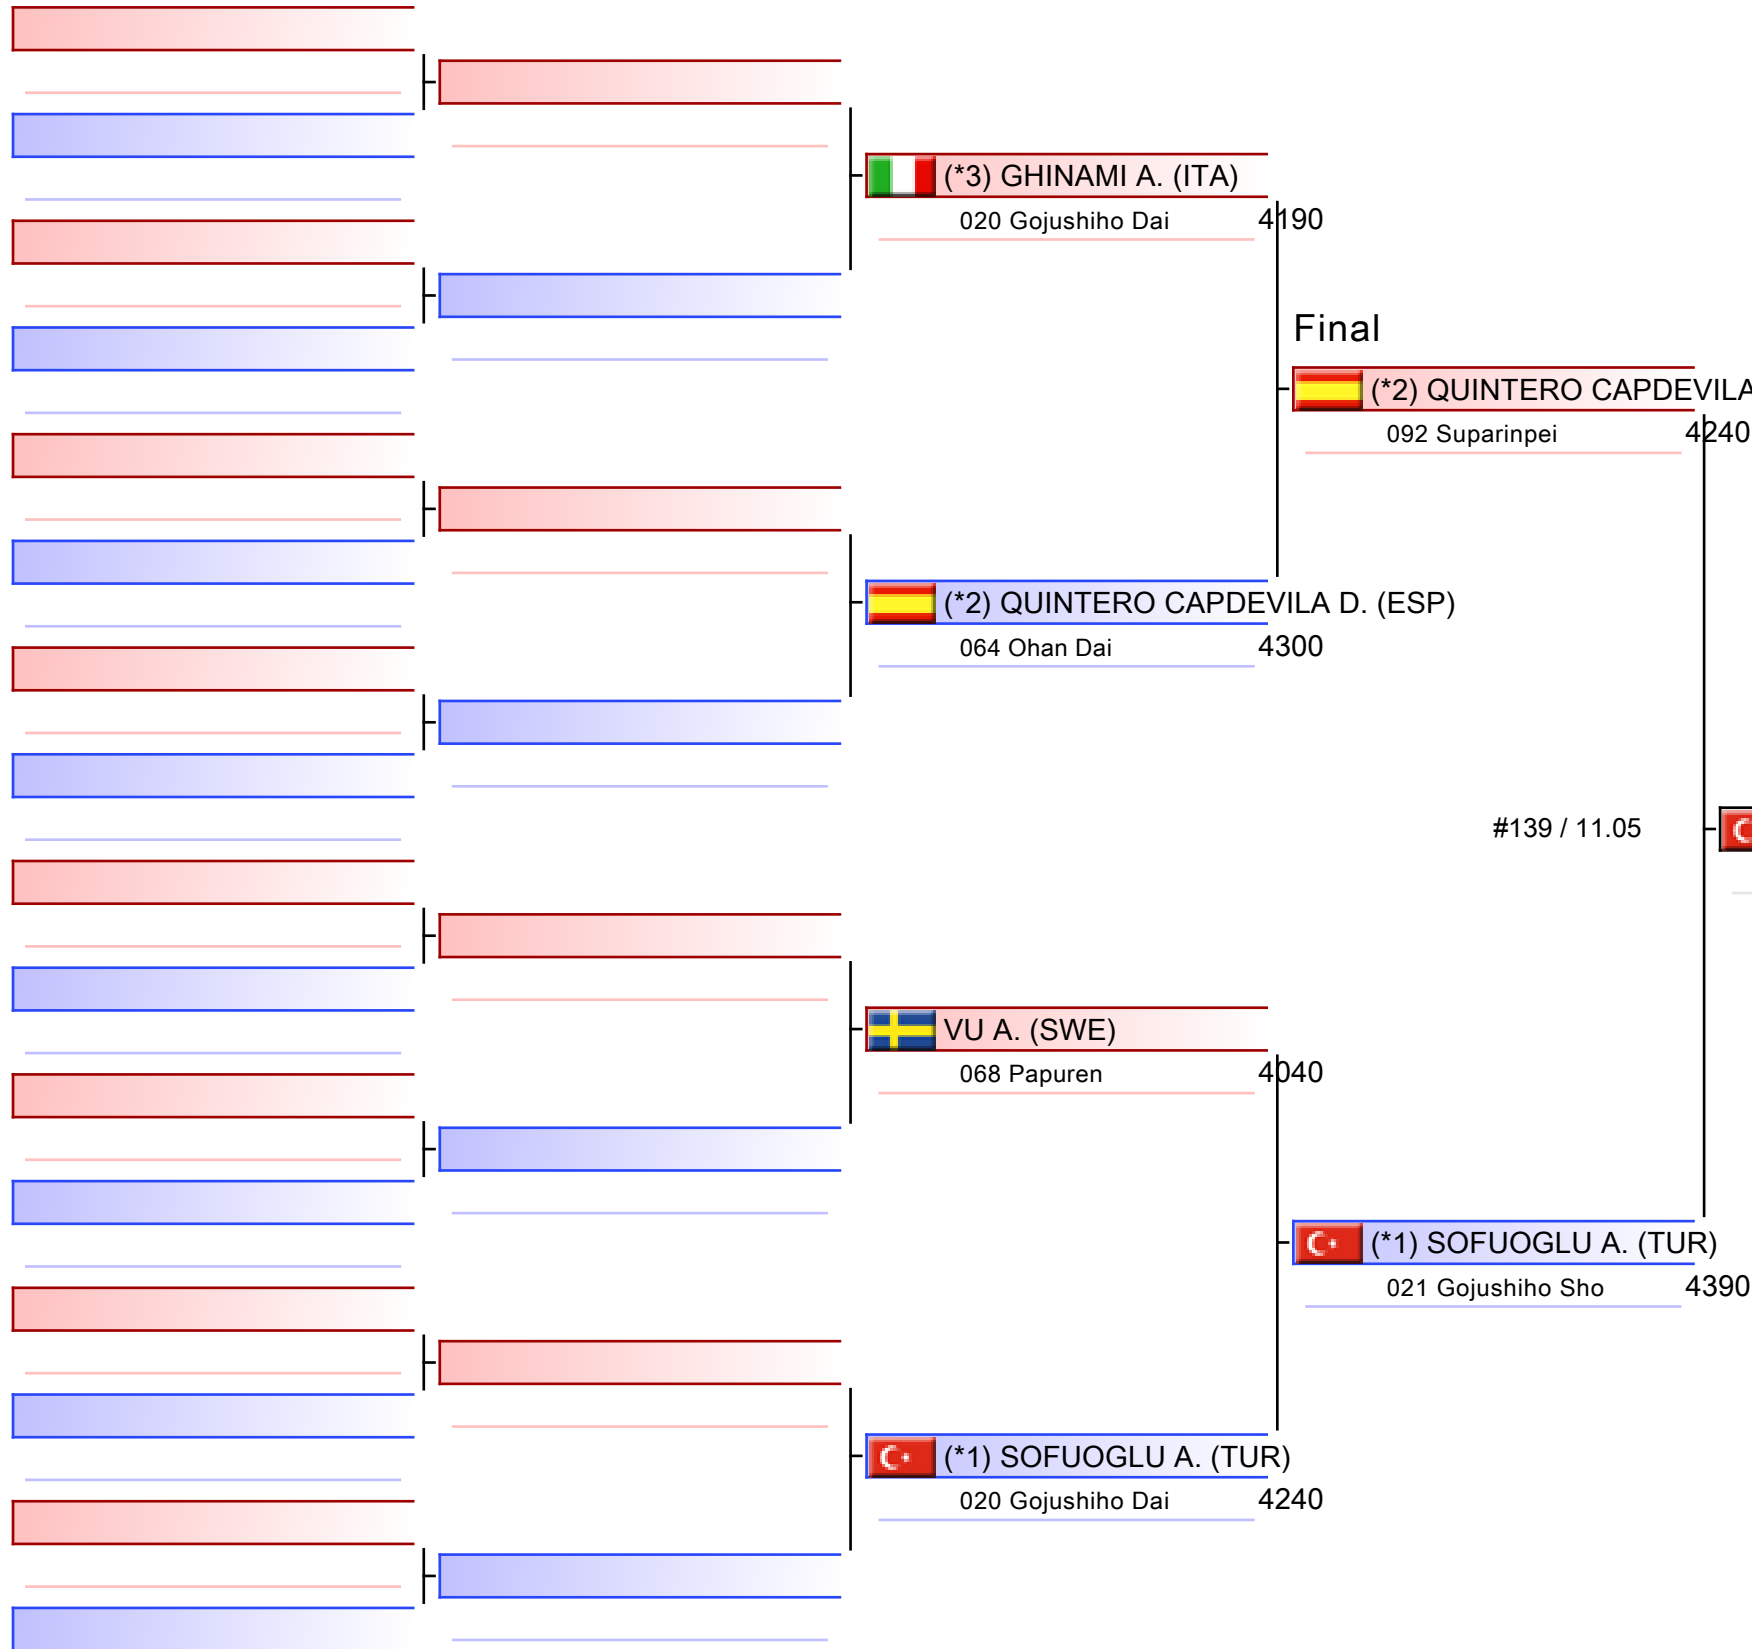 (*3) GHINAMI A. (ITA)
020 Gojushiho Dai 4190
Final
(*2) QUINTERO CAPDEVILA
092 Suparinpei 4240
(*2) QUINTERO CAPDEVILA D. (ESP)
064 Ohan Dai 4300
#139 / 11.05
VU A. (SWE)
068 Papuren 4040
(*1) SOFUOGLU A. (TUR)
021 Gojushiho Sho 4390
(*1) SOFUOGLU A. (TUR)
020 Gojushiho Dai 4240